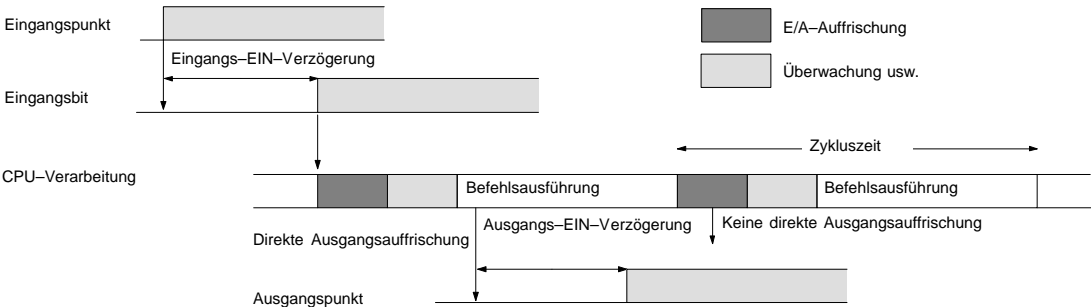 Eingangspunkt
E/A–Auffrischung
Eingangs–EIN–Verzögerung
Überwachung usw.
Eingangsbit
Zykluszeit
CPU–Verarbeitung
Befehlsausführung
Befehlsausführung
Direkte Ausgangsauffrischung
Ausgangs–EIN–Verzögerung
Keine direkte Ausgangsauffrischung
Ausgangspunkt